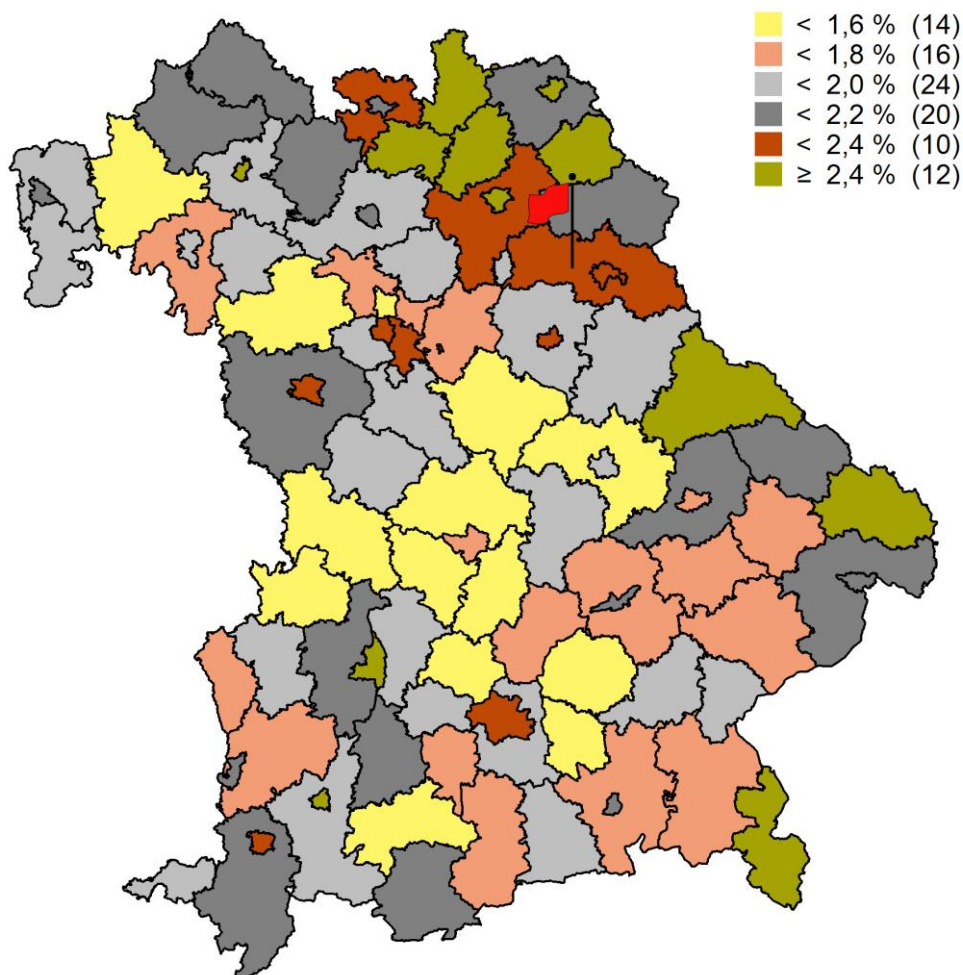 < 1,6 % (14)
< 1,8 % (16)
< 2,0 % (24)
< 2,2 % (20)
< 2,4 % (10)
≥ 2,4 % (12)